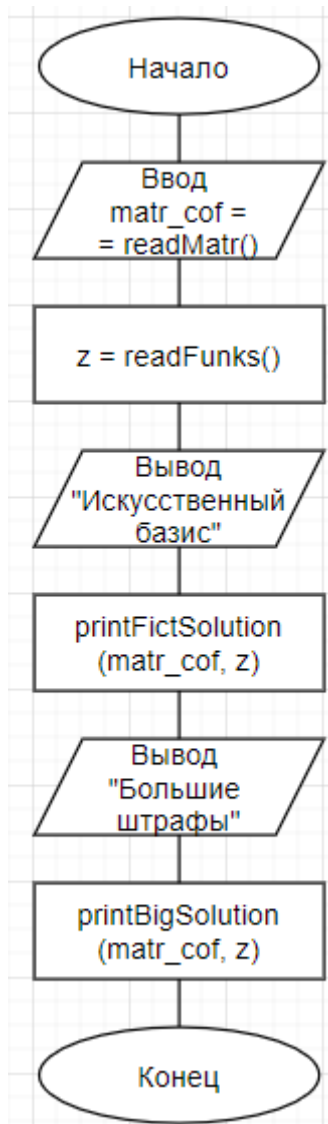 Начало
Ввод
matr_cof =
= readMatr()
z = readFunks()
Вывод
"Искусственный
базис"
printFictSolution
(matr_cof, z)
Вывод
"Большие
штрафы"
printBigSolution
(matr_cof, z)
Конец